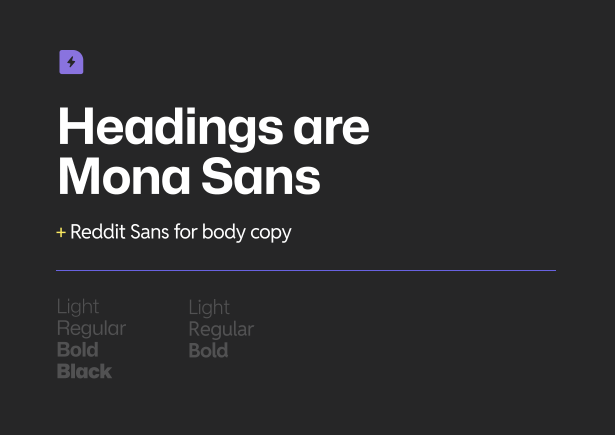 Headings are
Mona Sans
+ Reddit Sans for body copy
Light
Regular
Bold
Black
Light
Regular
Bold